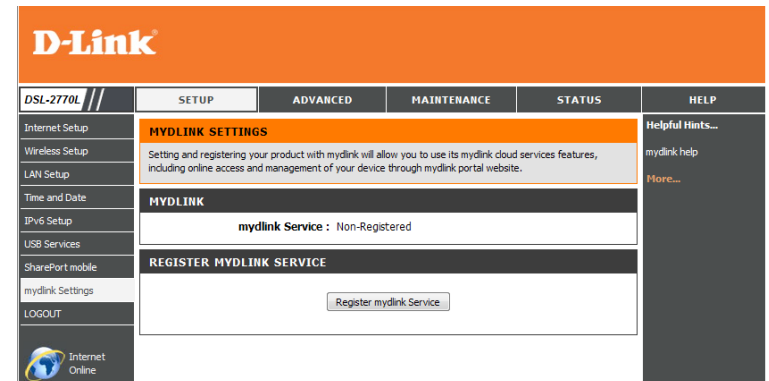 D-Link
DSL-2770L
SETUP
ADVANCED
MAINTENANCE
STATUS
HELP
Internet Setup
Wireless Setup
LAN Setup
Time and Date
IPv6 Setup
USB Services
SharePort mobile
mydlink Settings
LOGOUT
Internet
Online
MYDLINK SETTINGS
Setting and registering your product with mydlink will allow you to use its mydlink cloud services features,
including online access and management of your device through mydlink portal website.
MYDLINK
mydlink Service : Non-Registered
REGISTER MYDLINK SERVICE
Register mydlink Service
Helpful Hints...
mydlink help
More...